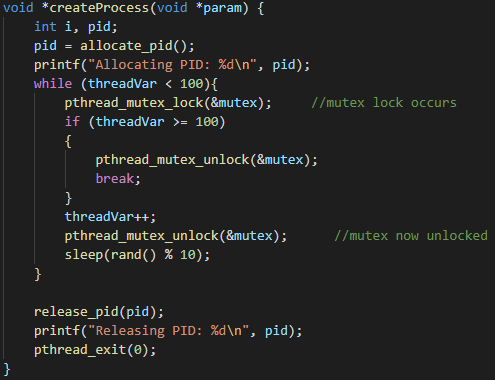 void *createProcess(void *param) {
    int i, pid;
    pid = allocate_pid();
    printf("Allocating PID: %d\n", pid);
    while (threadVar < 100){
        pthread_mutex_lock(&mutex);     //mutex lock occurs
        if (threadVar >= 100)
        {
            pthread_mutex_unlock(&mutex);
            break;
        }
        threadVar++;
        pthread_mutex_unlock(&mutex);      //mutex now unlocked
        sleep(rand() % 10);
    }

    release_pid(pid);
    printf("Releasing PID: %d\n", pid);
    pthread_exit(0);
}